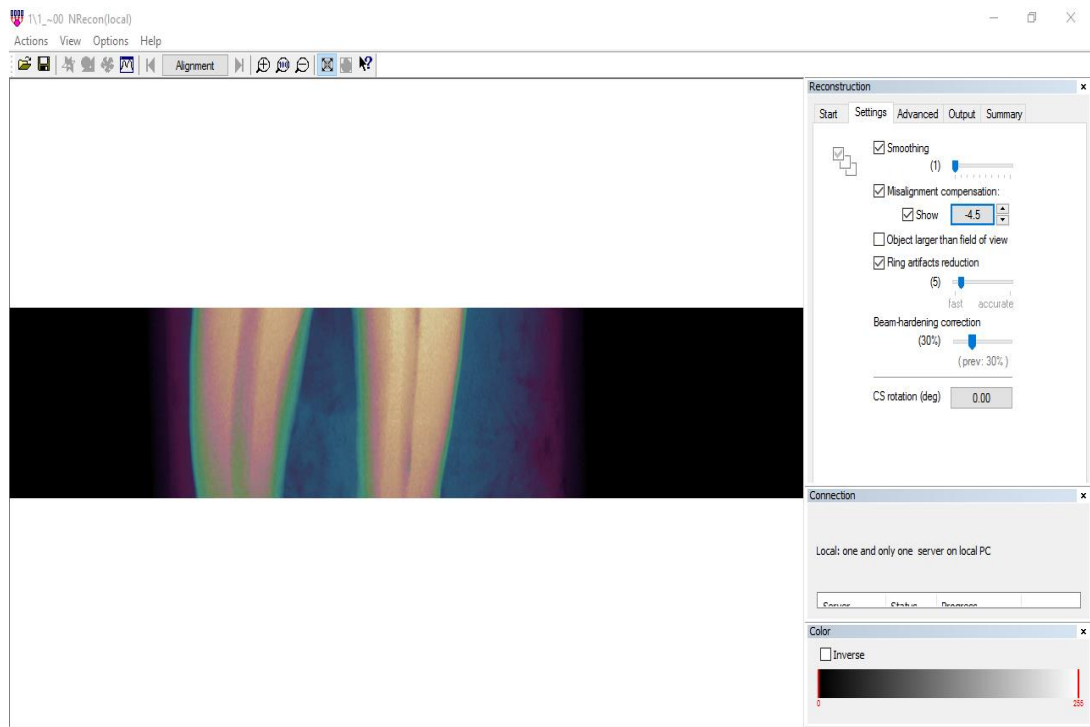 1\1_~00 NRecon(local)
Actions View Options Help
Alignment
Reconstruction
Start Settings Advanced Output Summary
Smoothing
(1)
Misalignment compensation:
Show -4.5
Object larger than field of view
Ring artifacts reduction
(5)
fast accurate
Beam-hardening correction
(30%)
( prev: 30% )
CS rotation (deg) 0.00
Connection
Local: one and only one server on local PC
Server Status Progress
Color
Inverse
0 255